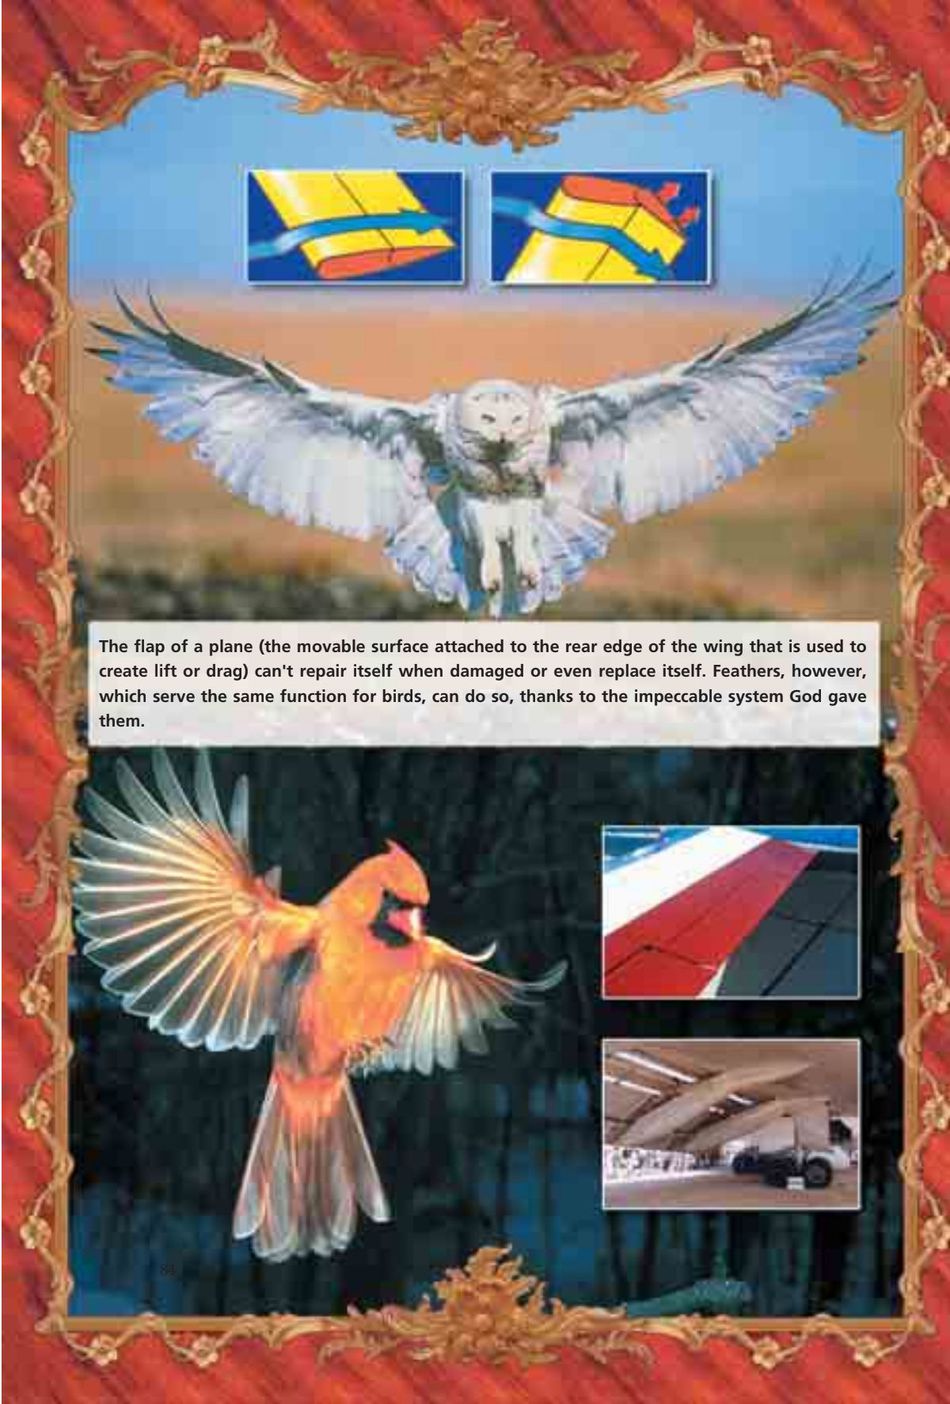 The flap of a plane (the movable surface attached to the rear edge of the wing that is used to
create lift or drag) can't repair itself when damaged or even replace itself. Feathers, however,
which serve the same function for birds, can do so, thanks to the impeccable system God gave
them.